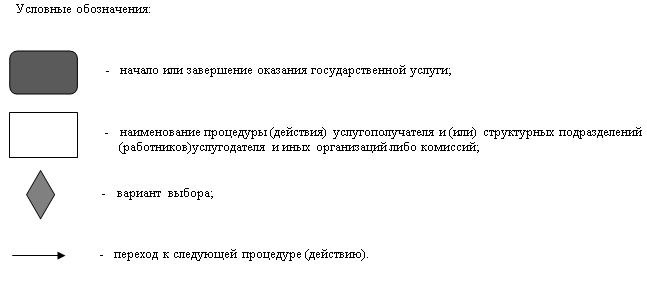 Условные обозначения:
- начало или завершение оказания государственной услуги;
- наименование процедуры (действия) услугополучателя и (или) структурных подразделений
(работников)услугодателя и иных организаций либо комиссий;
- вариант выбора;
- переход к следующей процедуре (действию).